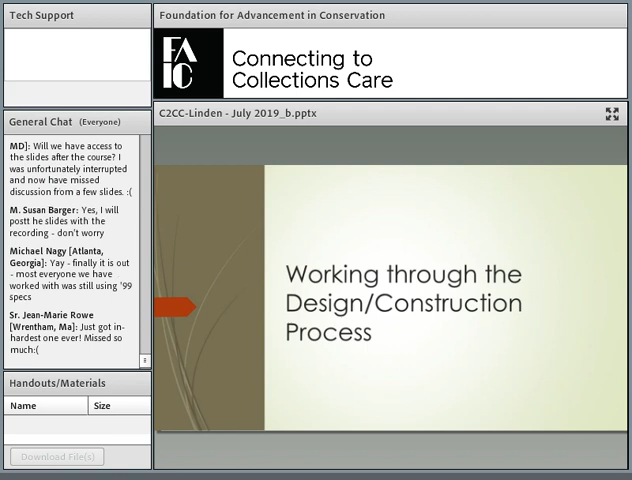 Tech Support
Foundation for Advancement in Conservation
FA
IC
Connecting to
Collections Care
General Chat (Everyone)
MD]: Will we have access to
the slides after the course? I
was unfortunately interrupted
and now have missed
discussion from a few slides. :(
M. Susan Barger: Yes, I will
postt he slides with the
recording - don't worry
Michael Nagy [Atlanta,
Georgia]: Yay - finally it is out
- most everyone we have
worked with was still using '99
specs
Sr. Jean-Marie Rowe
[Wrentham, Ma]: Just got in-
hardest one ever! Missed so
much:(
C2CC-Linden - July 2019_b.pptx
Working through the
Design/Construction
Process
Handouts/Materials
Name Size
Download File(s)